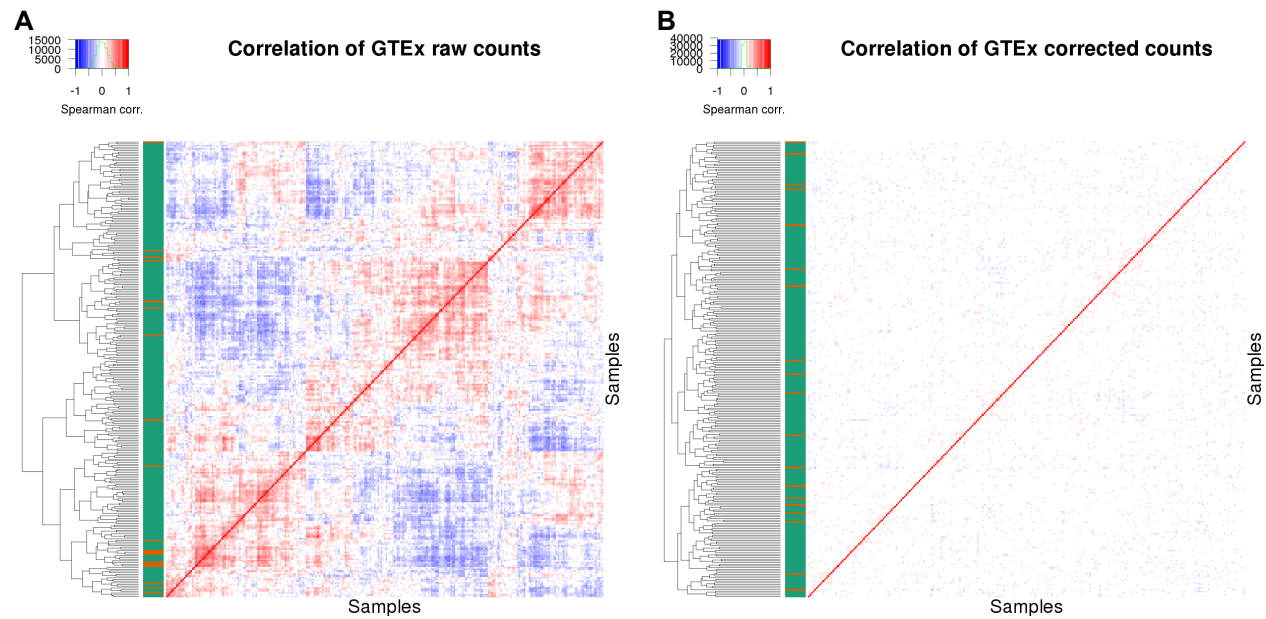 A
Correlation of GTEx raw counts
15000
10000
5000
0
-1 0 1
Spearman corr.
Samples
Samples
B
Correlation of GTEx corrected counts
40000
30000
20000
10000
0
-1 0 1
Spearman corr.
Samples
Samples